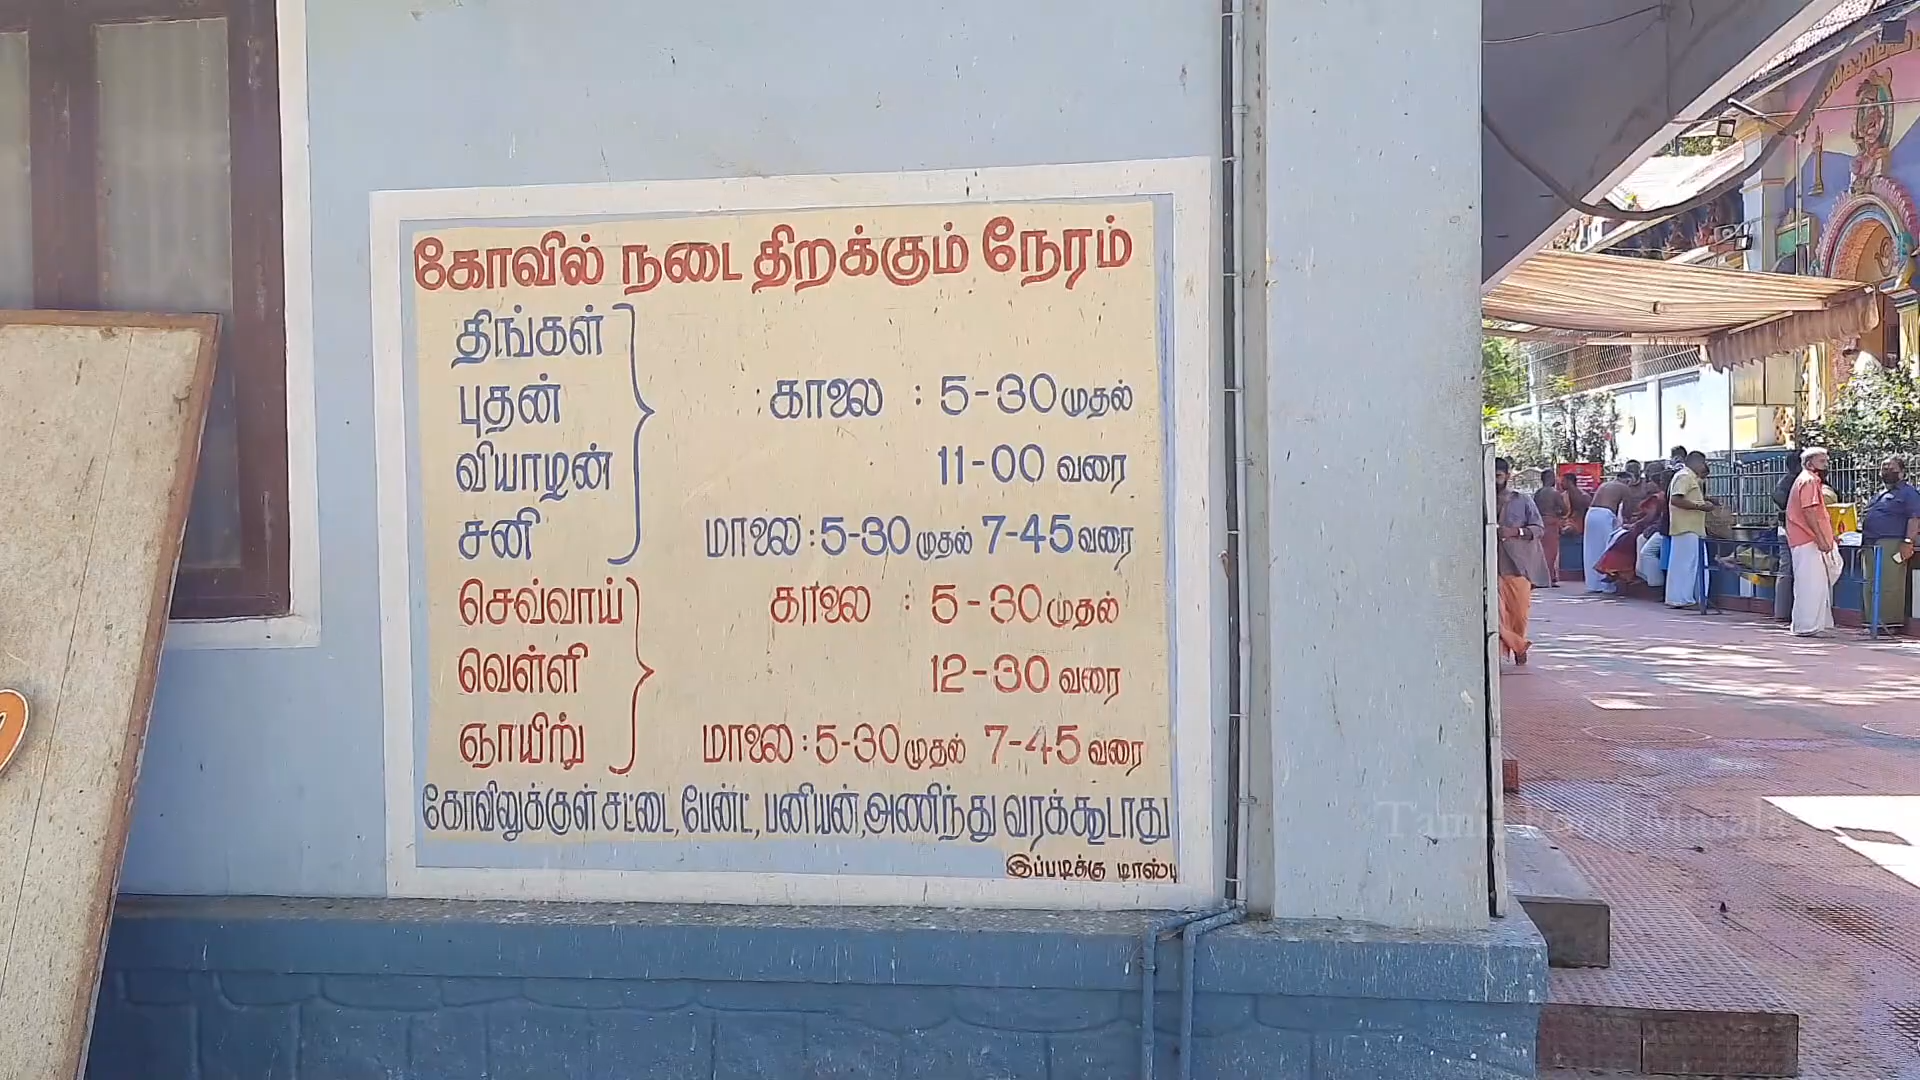 கோவில் நடை திறக்கும் நேரம்
திங்கள்
புதன் : காலை : 5-30 முதல்
வியாழன் 11-00 வரை
சனி மாலை : 5-30 முதல் 7-45 வரை
செவ்வாய் காலை : 5-30 முதல்
வெள்ளி 12-30 வரை
ஞாயிறு மாலை : 5-30 முதல் 7-45 வரை
கோவிலுக்குள் சட்டை, பேண்ட், பனியன், அணிந்து வரக்கூடாது
இப்படிக்கு டிரஸ்டி